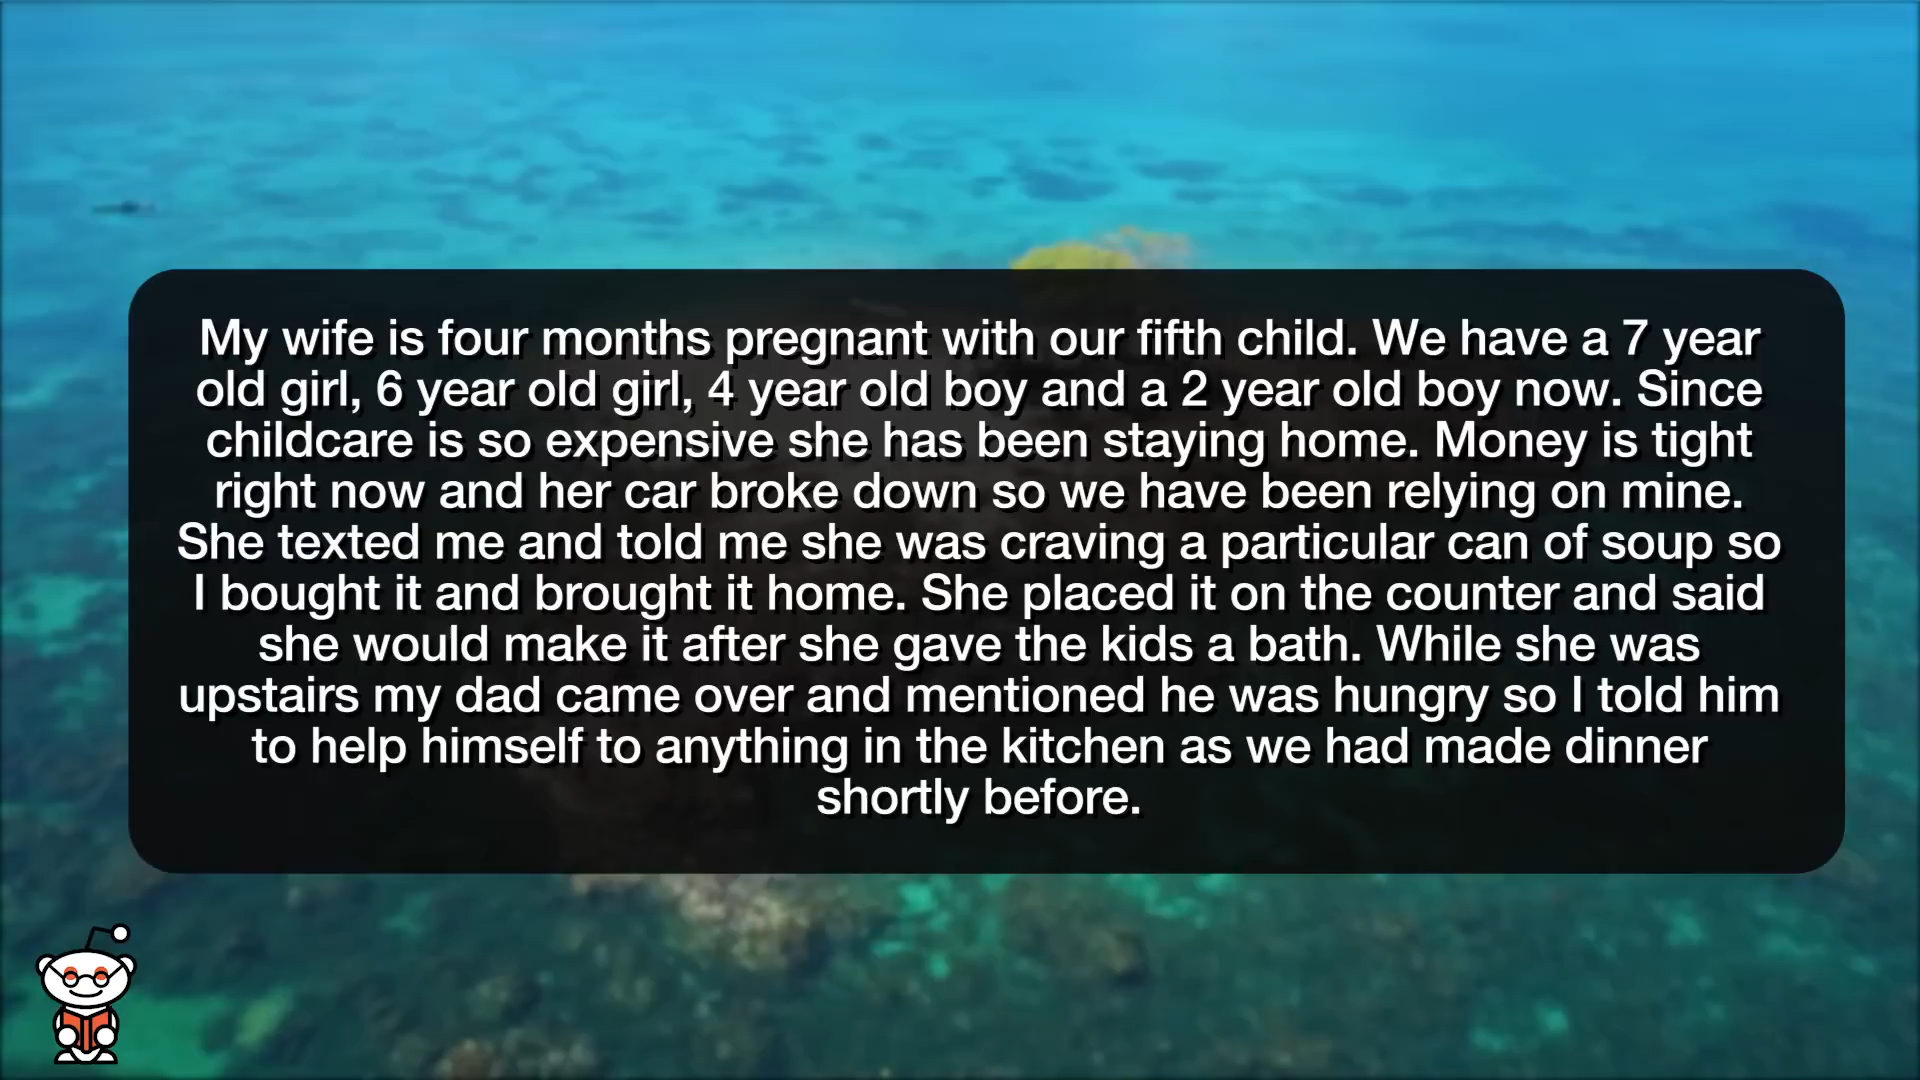 My wife is four months pregnant with our fifth child. We have a 7 year
old girl, 6 year old girl, 4 year old boy and a 2 year old boy now. Since
childcare is so expensive she has been staying home. Money is tight
right now and her car broke down so we have been relying on mine.
She texted me and told me she was craving a particular can of soup so
I bought it and brought it home. She placed it on the counter and said
she would make it after she gave the kids a bath. While she was
upstairs my dad came over and mentioned he was hungry so I told him
to help himself to anything in the kitchen as we had made dinner
shortly before.